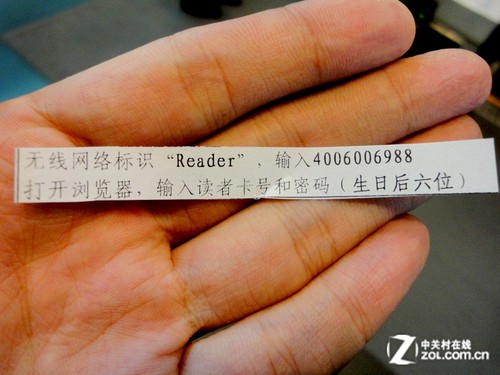 无线网络标识“Reader”，输入4006006988
打开浏览器，输入读者卡号和密码（生日后六位）
中关村在线
ZOL.COM.CN